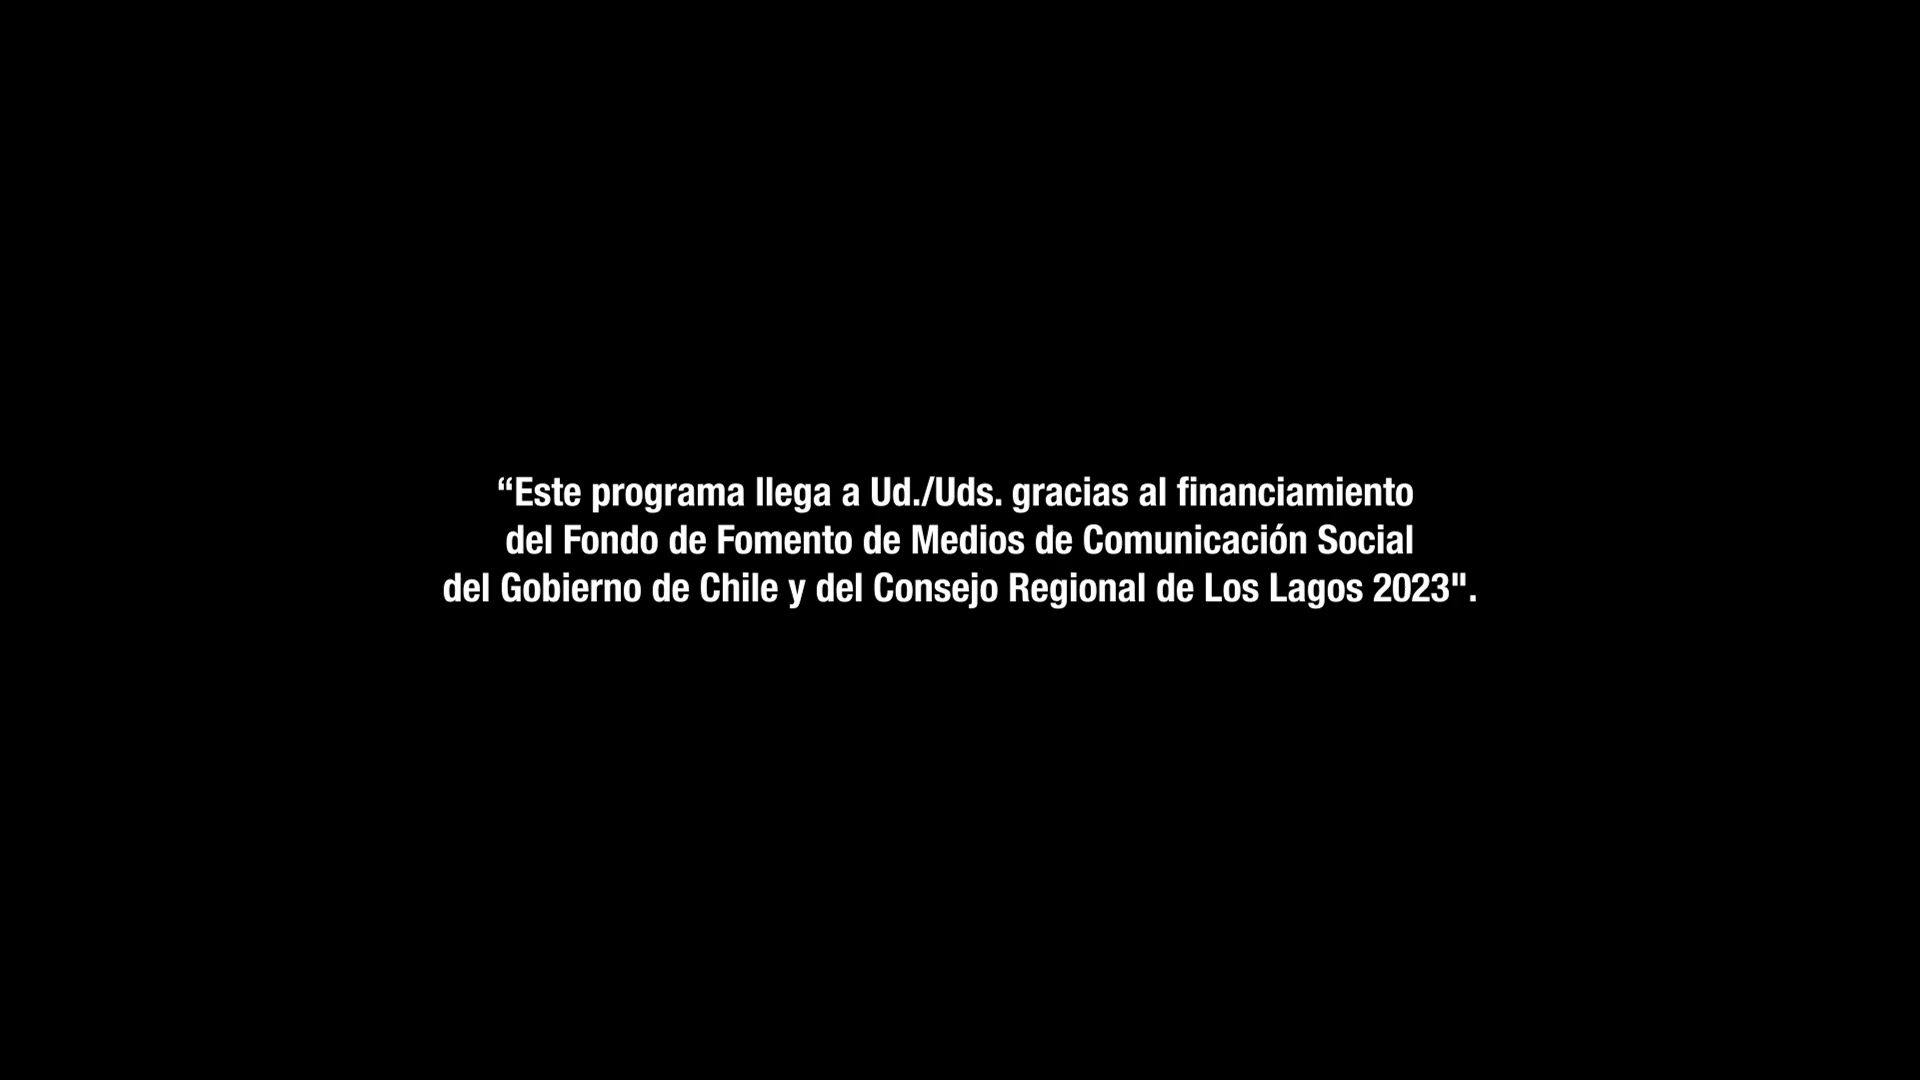 “Este programa llega a Ud./Uds. gracias al financiamiento
del Fondo de Fomento de Medios de Comunicación Social
del Gobierno de Chile y del Consejo Regional de Los Lagos 2023".